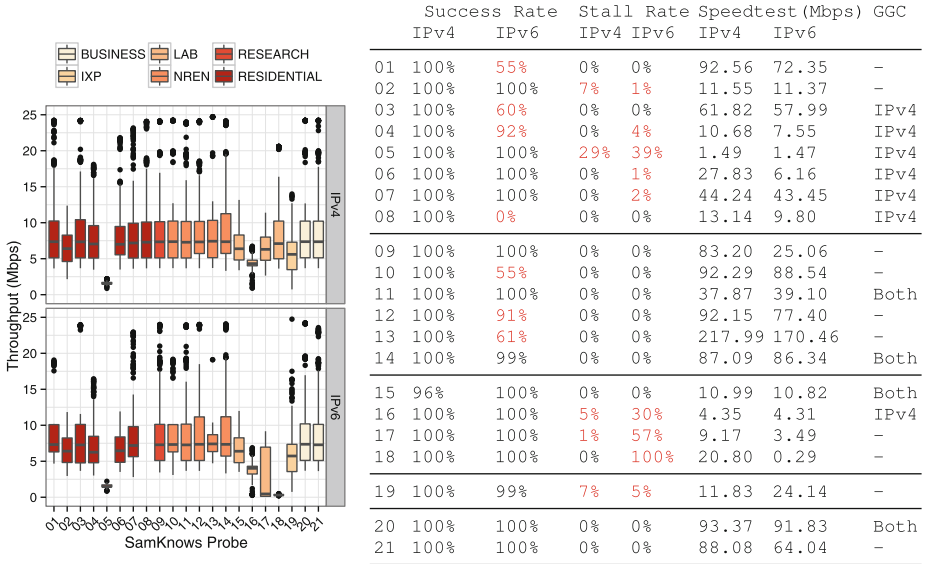 BUSINESS LAB RESEARCH
IXP NREN RESIDENTIAL
Throughput (Mbps)
25
20
15
10
5
0
IPv4
25
20
15
10
5
0
IPv6
01 02 03 04 05 06 07 08 09 10 11 12 13 14 15 16 17 18 19 20 21
SamKnows Probe
Success Rate Stall Rate Speedtest(Mbps) GGC
IPv4 IPv6 IPv4 IPv6 IPv4 IPv6
01 100% 55% 0% 0% 92.56 72.35 –
02 100% 100% 7% 1% 11.55 11.37 –
03 100% 60% 0% 0% 61.82 57.99 IPv4
04 100% 92% 0% 4% 10.68 7.55 IPv4
05 100% 100% 29% 39% 1.49 1.47 IPv4
06 100% 100% 0% 1% 27.83 6.16 IPv4
07 100% 100% 0% 2% 44.24 43.45 IPv4
08 100% 0% 0% 0% 13.14 9.80 IPv4
09 100% 100% 0% 0% 83.20 25.06 –
10 100% 55% 0% 0% 92.29 88.54 –
11 100% 100% 0% 0% 37.87 39.10 Both
12 100% 91% 0% 0% 92.15 77.40 –
13 100% 61% 0% 0% 217.99 170.46 –
14 100% 99% 0% 0% 87.09 86.34 Both
15 96% 100% 0% 0% 10.99 10.82 Both
16 100% 100% 5% 30% 4.35 4.31 IPv4
17 100% 100% 1% 57% 9.17 3.49 –
18 100% 100% 0% 100% 20.80 0.29 –
19 100% 99% 7% 5% 11.83 24.14 –
20 100% 100% 0% 0% 93.37 91.83 Both
21 100% 100% 0% 0% 88.08 64.04 –